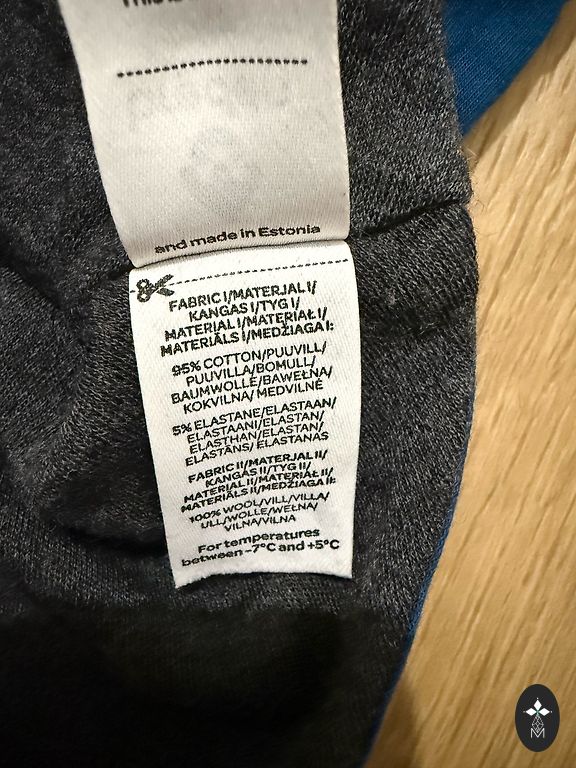 This
and made in Estonia
FABRIC I/MATERJAL I/
KANGAS I/TYG I/
MATERIAL I/MATERIAŁ I/
MATERIĀLS I/MEDŽIAGA I:
95% COTTON/PUUVILL/
PUUVILLA/BOMULL/
BAUMWOLLE/BAWEŁNA/
KOKVILNA/MEDVILNĖ
5% ELASTANE/ELASTAAN/
ELASTAANI/ELASTAN/
ELASTHAN/ELASTAN/
ELASTĀNS/ELASTANAS
FABRIC II/MATERJAL II/
KANGAS II/TYG II/
MATERIAL II/MATERIAŁ II/
MATERIĀLS II/MEDŽIAGA II:
100% WOOL/VILL/VILLA/
ULL/WOLLE/WEŁNA/
VILNA/VILNA
For temperatures
between -7°C and +5°C
M